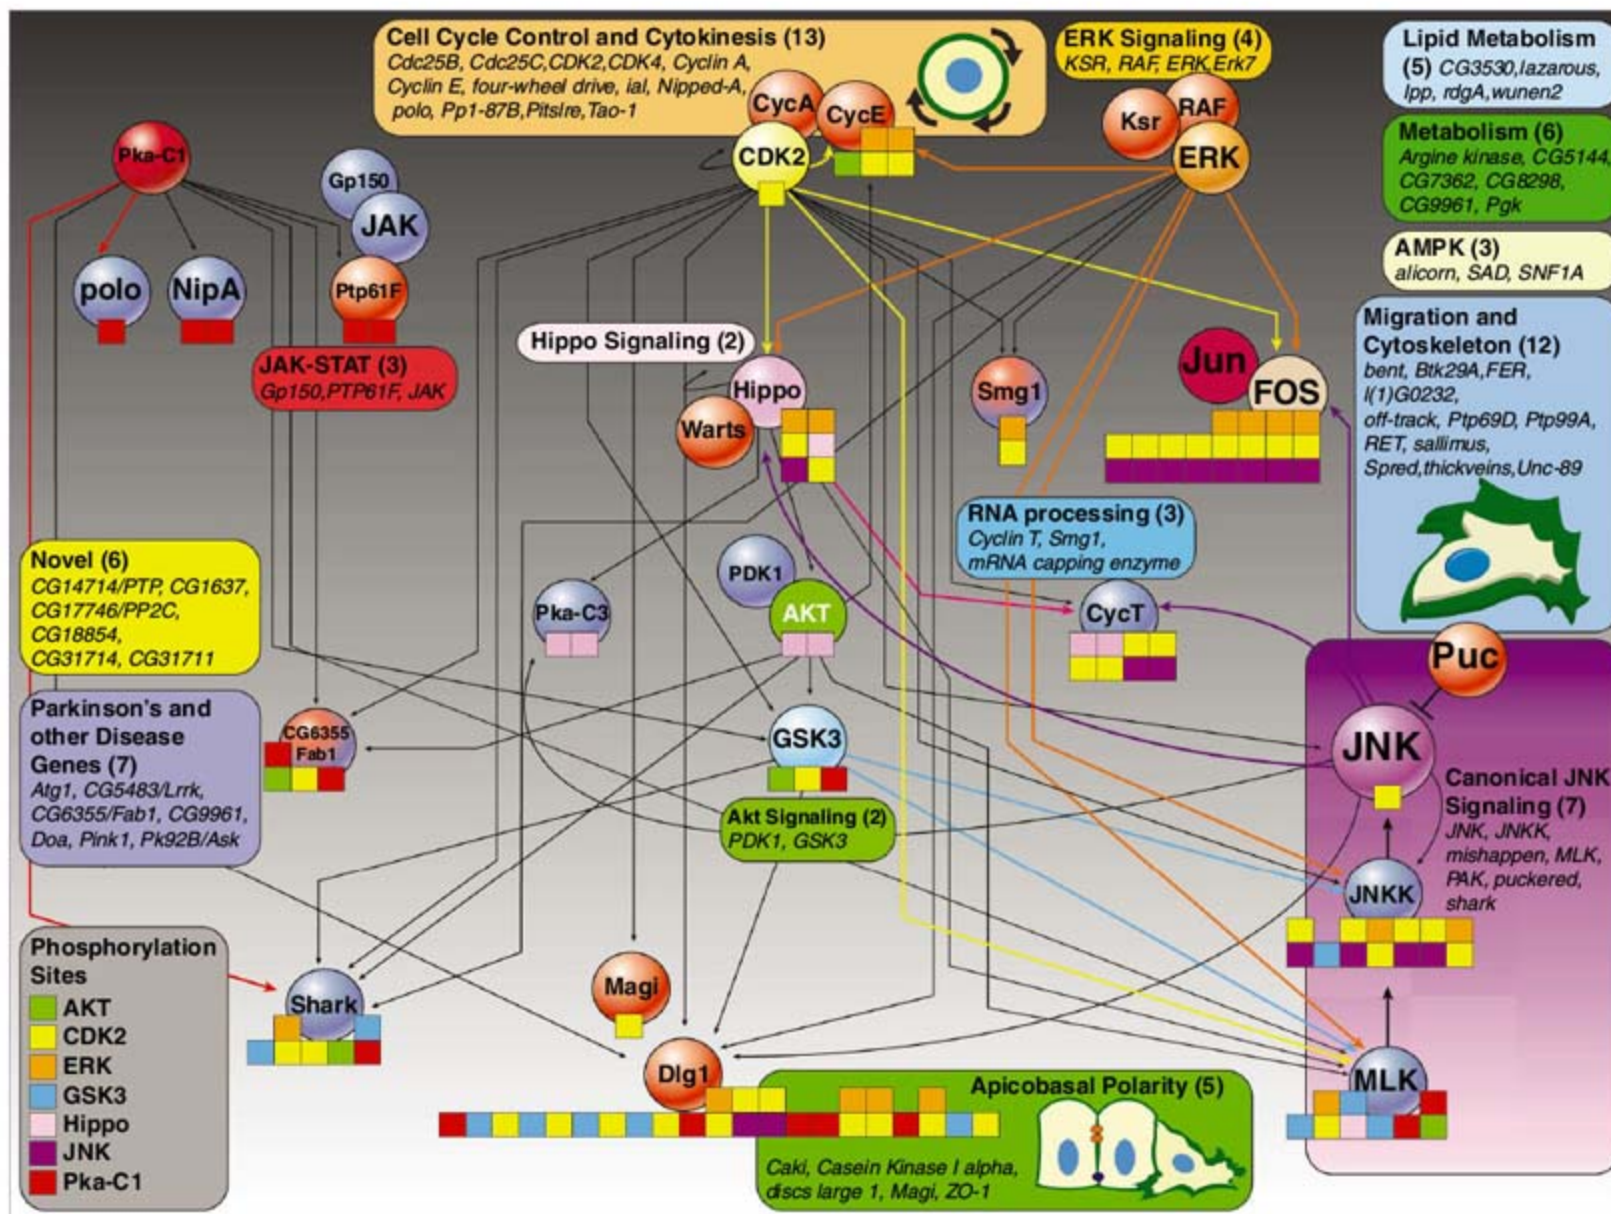 Cell Cycle Control and Cytokinesis (13)
Cdc25B, Cdc25C,CDK2,CDK4, Cyclin A,
Cyclin E, four-wheel drive, ial, Nipped-A,
polo, Pp1-87B,Pitslre,Tao-1
CycA
CycE
CDK2
ERK Signaling (4)
KSR, RAF, ERK,Erk7
Ksr
RAF
ERK
Lipid Metabolism
(5) CG3530,lazarous,
lpp, rdgA,wunen2
Metabolism (6)
Argine kinase, CG5144,
CG7362, CG8298,
CG9961, Pgk
AMPK (3)
alicorn, SAD, SNF1A
Migration and
Cytoskeleton (12)
bent, Btk29A,FER,
l(1)G0232,
off-track, Ptp69D, Ptp99A,
RET, sallimus,
Spred,thickveins,Unc-89
Pka-C1
Gp150
JAK
polo
NipA
Ptp61F
JAK-STAT (3)
Gp150,PTP61F, JAK
Hippo Signaling (2)
Hippo
Warts
Smg1
Jun
FOS
RNA processing (3)
Cyclin T, Smg1,
mRNA capping enzyme
Novel (6)
CG14714/PTP, CG1637,
CG17746/PP2C,
CG18854,
CG31714, CG31711
PDK1
AKT
Pka-C3
CycT
Puc
Parkinson's and
other Disease
Genes (7)
Atg1, CG5483/Lrrk,
CG6355/Fab1, CG9961,
Doa, Pink1, Pk92B/Ask
CG6355
Fab1
GSK3
JNK
Canonical JNK
Signaling (7)
JNK, JNKK,
mishappen, MLK,
PAK, puckered,
shark
Akt Signaling (2)
PDK1, GSK3
JNKK
Phosphorylation
Sites
AKT
CDK2
ERK
GSK3
Hippo
JNK
Pka-C1
Shark
Magi
Dlg1
MLK
Apicobasal Polarity (5)
Caki, Casein Kinase I alpha,
discs large 1, Magi, ZO-1